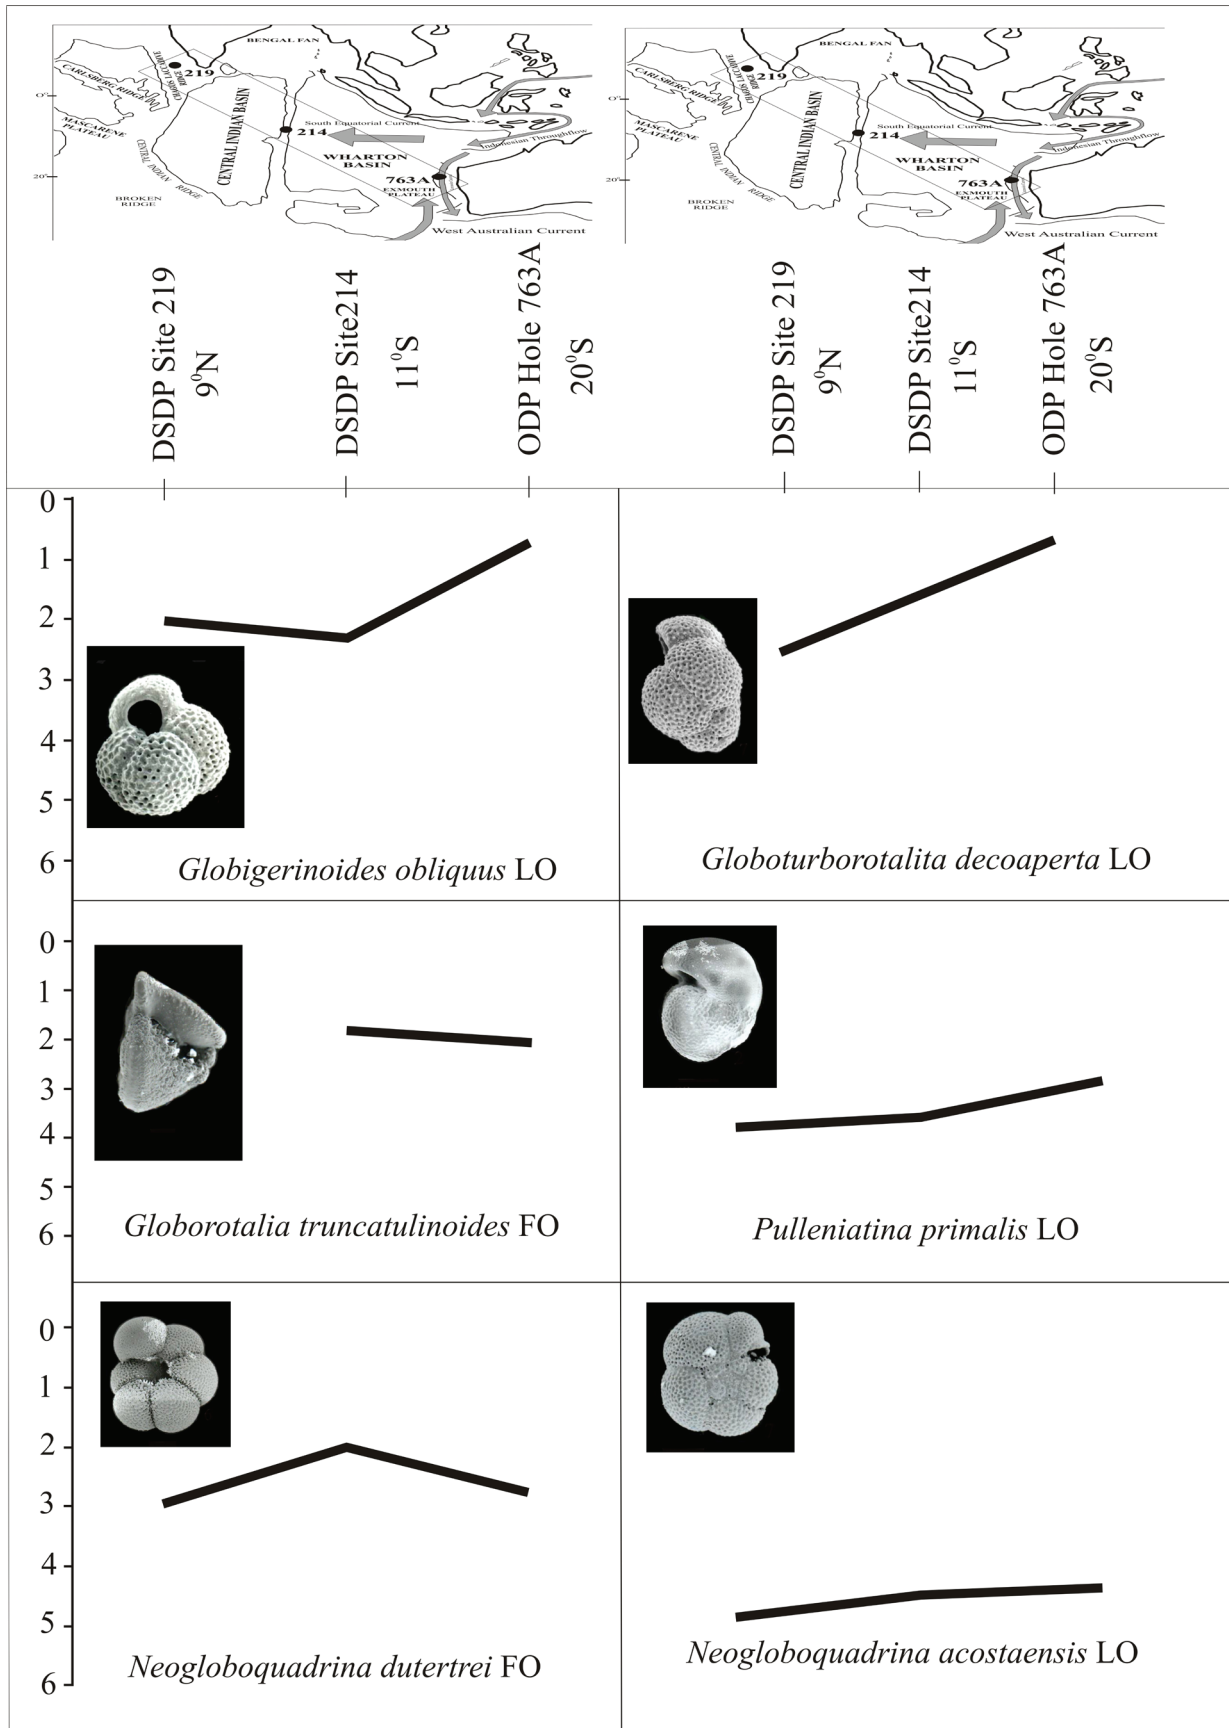 BENGAL FAN
219
CHAGOS LACCADIVE
RIDGE
CARLSBERG RIDGE
0°
MASCARENE
PLATEAU
CENTRAL INDIAN BASIN
214
South Equatorial Current
Indonesian Throughflow
WHARTON
BASIN
CENTRAL INDIAN RIDGE
20°
763A
EXMOUTH
PLATEAU
BROKEN
RIDGE
West Australian Current
BENGAL FAN
219
CHAGOS LACCADIVE
RIDGE
CARLSBERG RIDGE
0°
MASCARENE
PLATEAU
CENTRAL INDIAN BASIN
214
South Equatorial Current
Indonesian Throughflow
WHARTON
BASIN
CENTRAL INDIAN RIDGE
20°
763A
EXMOUTH
PLATEAU
BROKEN
RIDGE
West Australian Current
DSDP Site 219
9⁰N
DSDP Site214
11⁰S
ODP Hole 763A
20⁰S
DSDP Site 219
9⁰N
DSDP Site214
11⁰S
ODP Hole 763A
20⁰S
0
1
2
3
4
5
6
Globigerinoides obliquus LO
Globoturborotalita decoaperta LO
0
1
2
3
4
5
6
Globorotalia truncatulinoides FO
Pulleniatina primalis LO
0
1
2
3
4
5
6
Neogloboquadrina dutertrei FO
Neogloboquadrina acostaensis LO